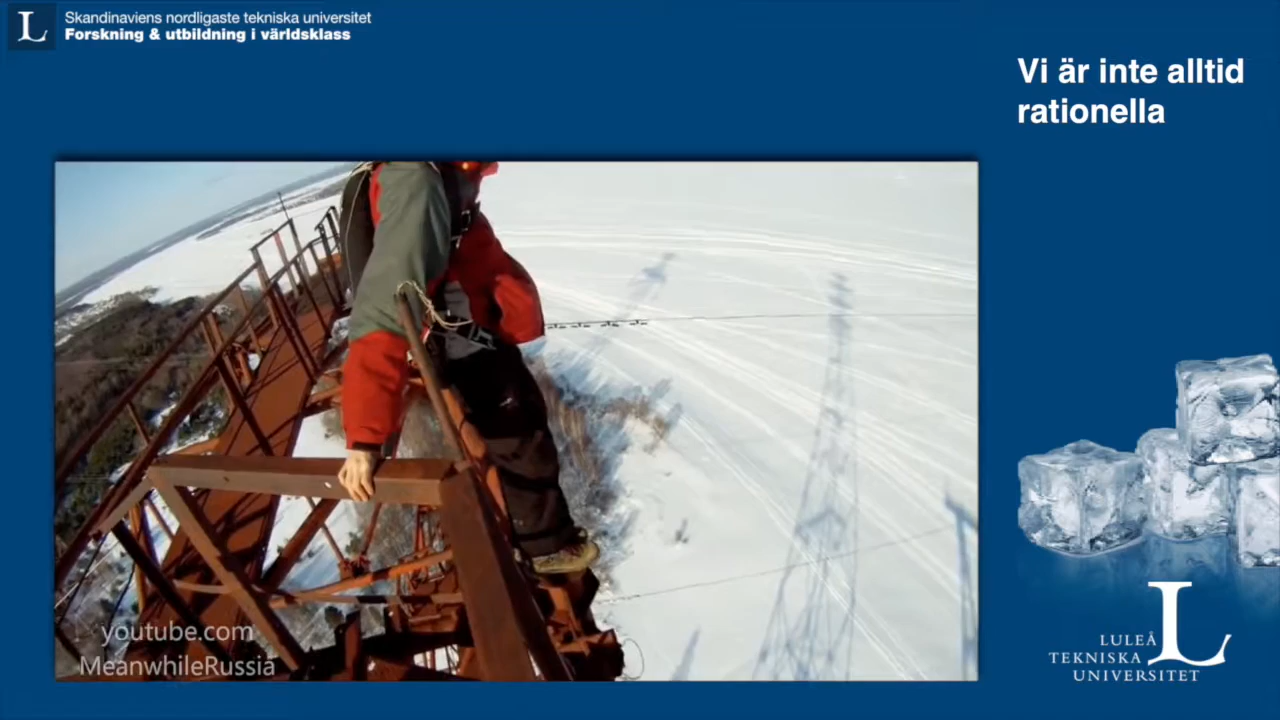 L
Skandinaviens nordligaste tekniska universitet
Forskning & utbildning i världsklass
Vi är inte alltid
rationella
youtube.com
MeanwhileRussia
L
LULEÅ
TEKNISKA
UNIVERSITET